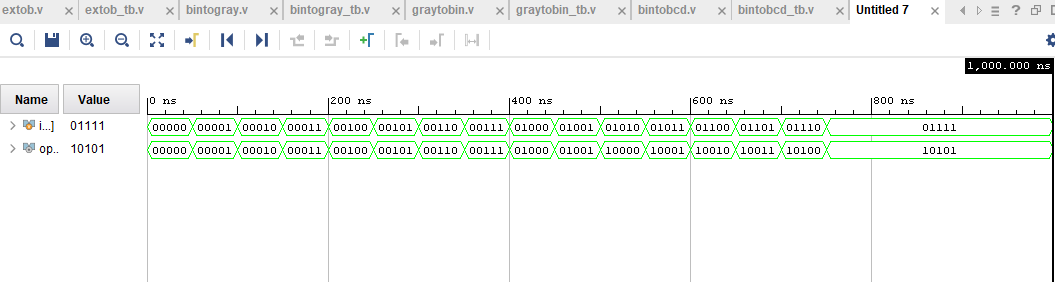 extob.v extob_tb.v bintogray.v bintogray_tb.v graytobin.v graytobin_tb.v bintobcd.v bintobcd_tb.v Untitled 7
1,000.000 ns
Name Value 0 ns 200 ns 400 ns 600 ns 800 ns
i...] 01111 00000 00001 00010 00011 00100 00101 00110 00111 01000 01001 01010 01011 01100 01101 01110 01111
op.. 10101 00000 00001 00010 00011 00100 00101 00110 00111 01000 01001 10000 10001 10010 10011 10100 10101